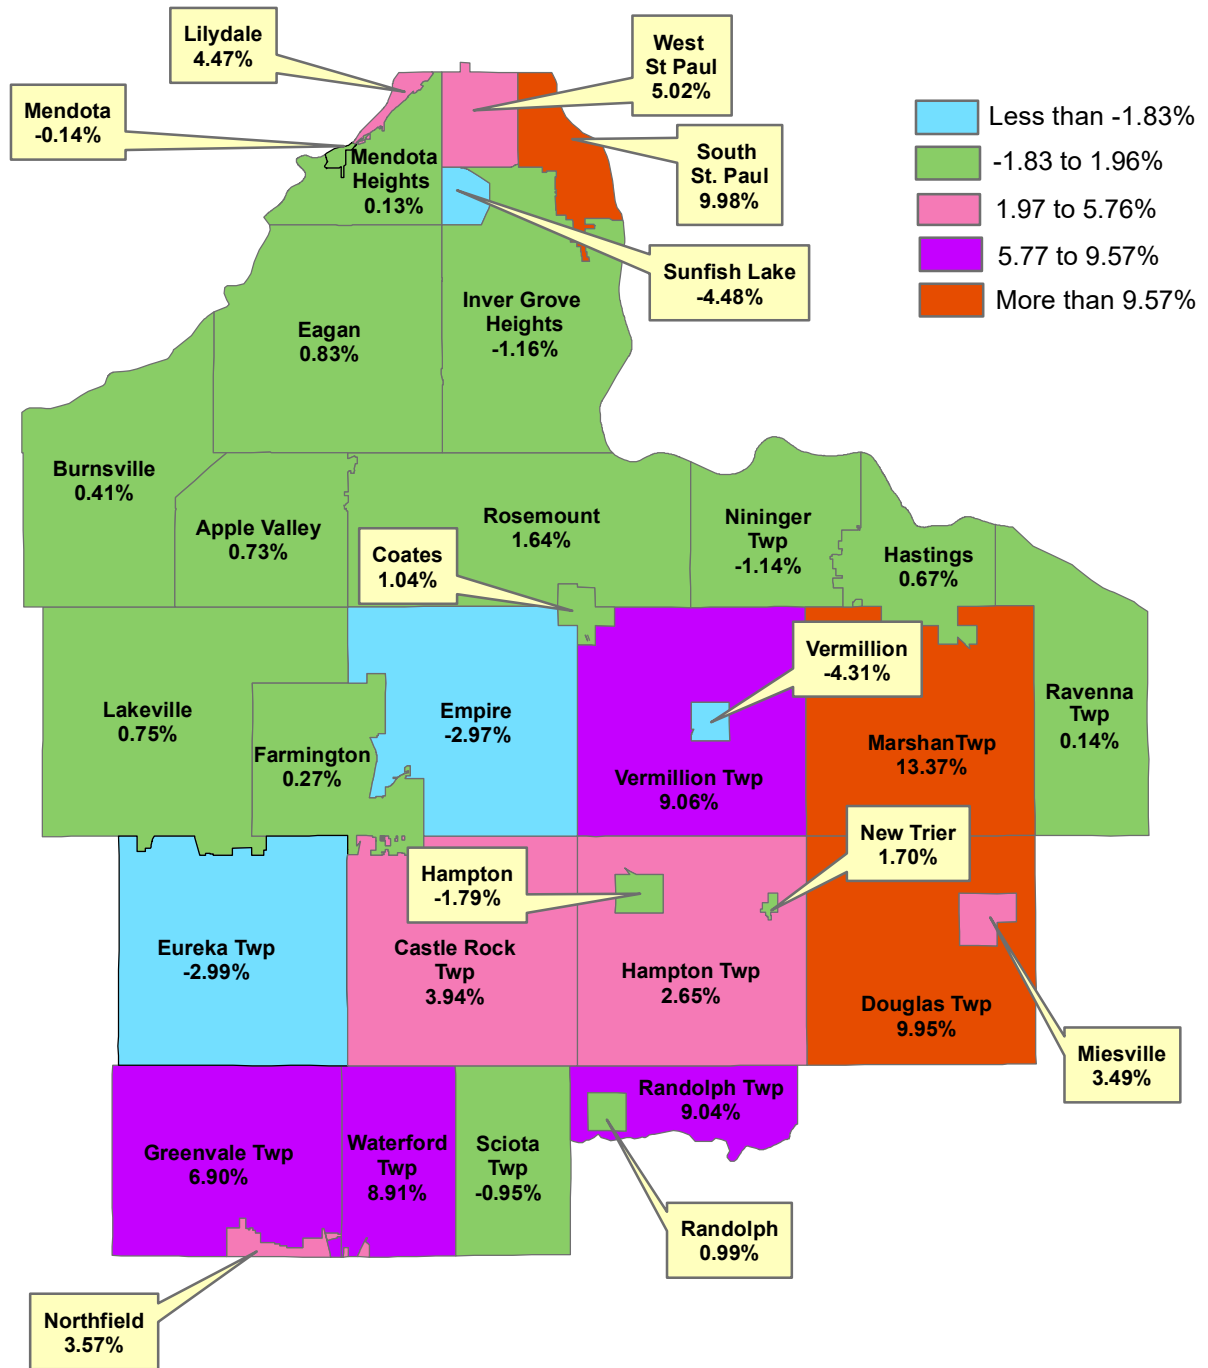 Lilydale
4.47%
West
St Paul
5.02%
Mendota
-0.14%
Less than -1.83%
-1.83 to 1.96%
1.97 to 5.76%
5.77 to 9.57%
More than 9.57%
Mendota
Heights
0.13%
South
St. Paul
9.98%
Sunfish Lake
-4.48%
Inver Grove
Heights
-1.16%
Eagan
0.83%
Burnsville
0.41%
Apple Valley
0.73%
Rosemount
1.64%
Coates
1.04%
Nininger
Twp
-1.14%
Hastings
0.67%
Vermillion
-4.31%
Ravenna
Twp
0.14%
Lakeville
0.75%
Farmington
0.27%
Empire
-2.97%
Vermillion Twp
9.06%
MarshanTwp
13.37%
New Trier
1.70%
Hampton
-1.79%
Eureka Twp
-2.99%
Castle Rock
Twp
3.94%
Hampton Twp
2.65%
Douglas Twp
9.95%
Miesville
3.49%
Randolph Twp
9.04%
Greenvale Twp
6.90%
Waterford
Twp
8.91%
Sciota
Twp
-0.95%
Randolph
0.99%
Northfield
3.57%